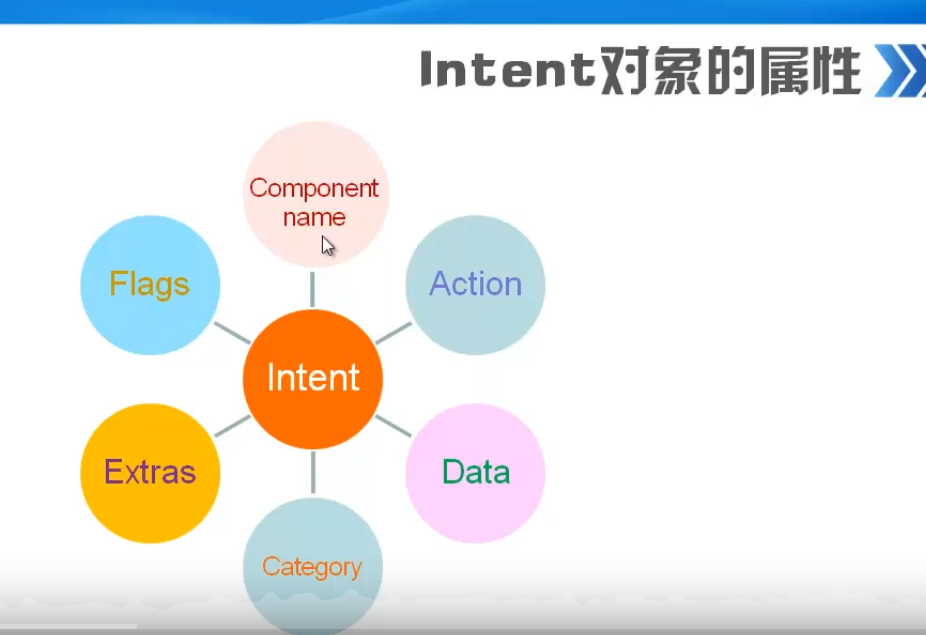 Intent对象的属性
Component
name
Flags
Action
Intent
Extras
Data
Category